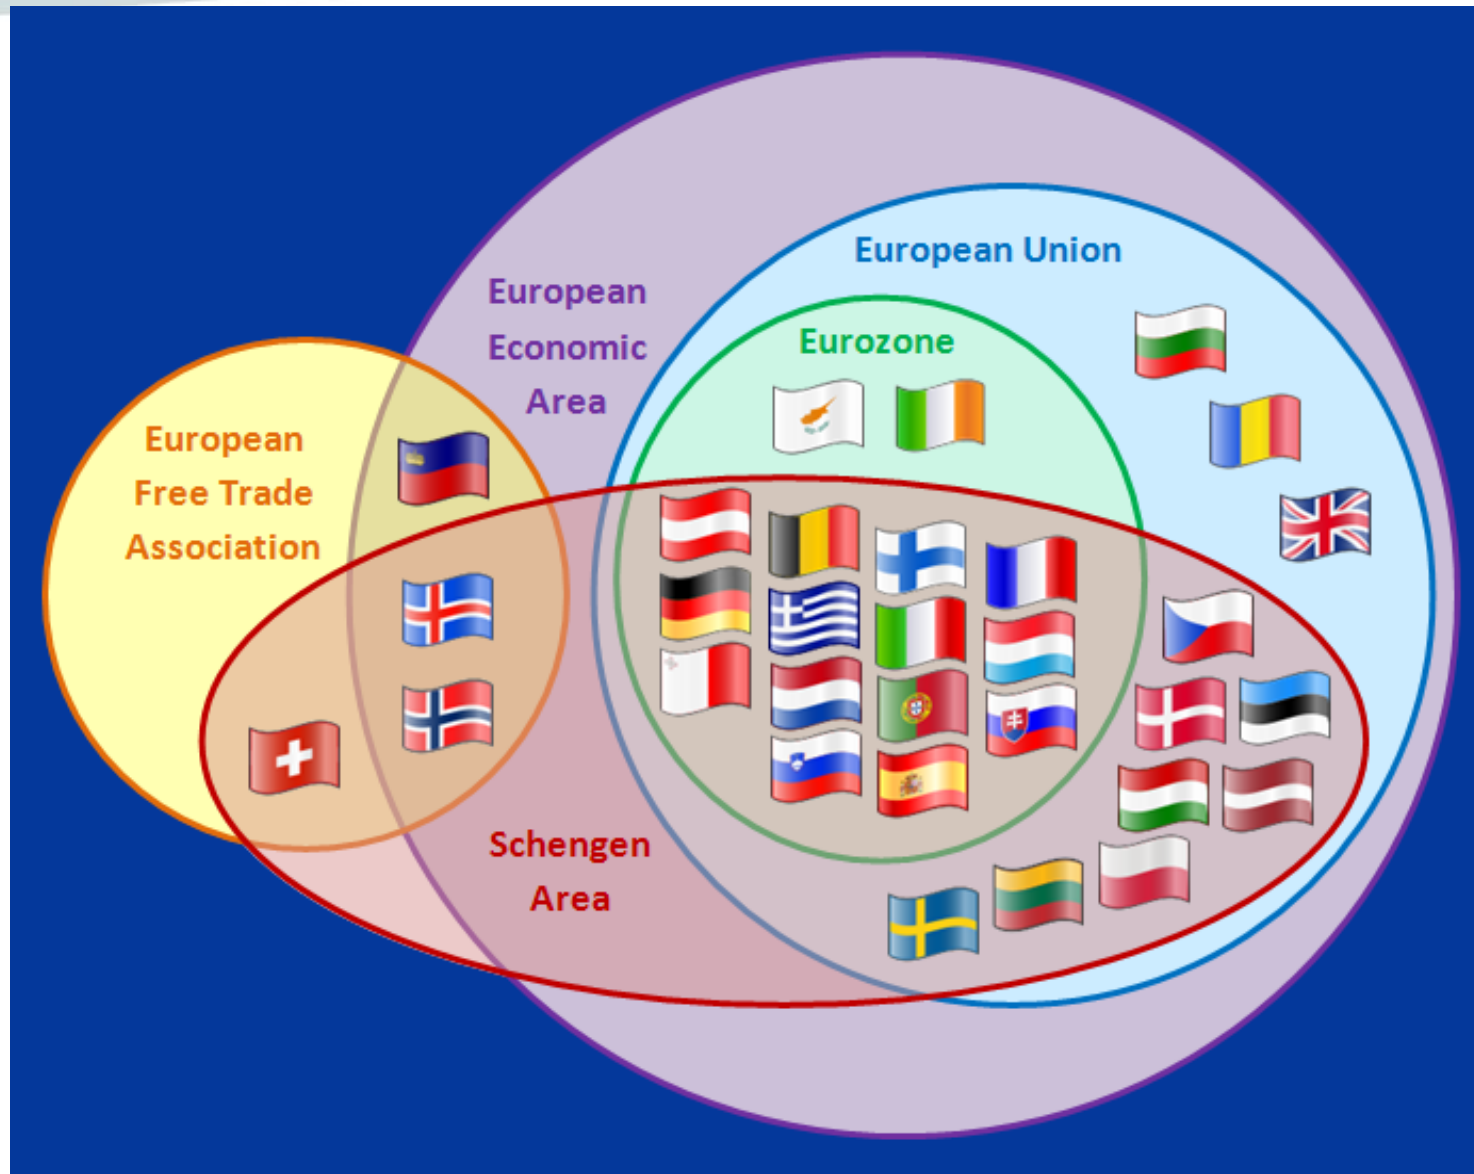 European Union
European
Economic
Area
Eurozone
European
Free Trade
Association
Schengen
Area